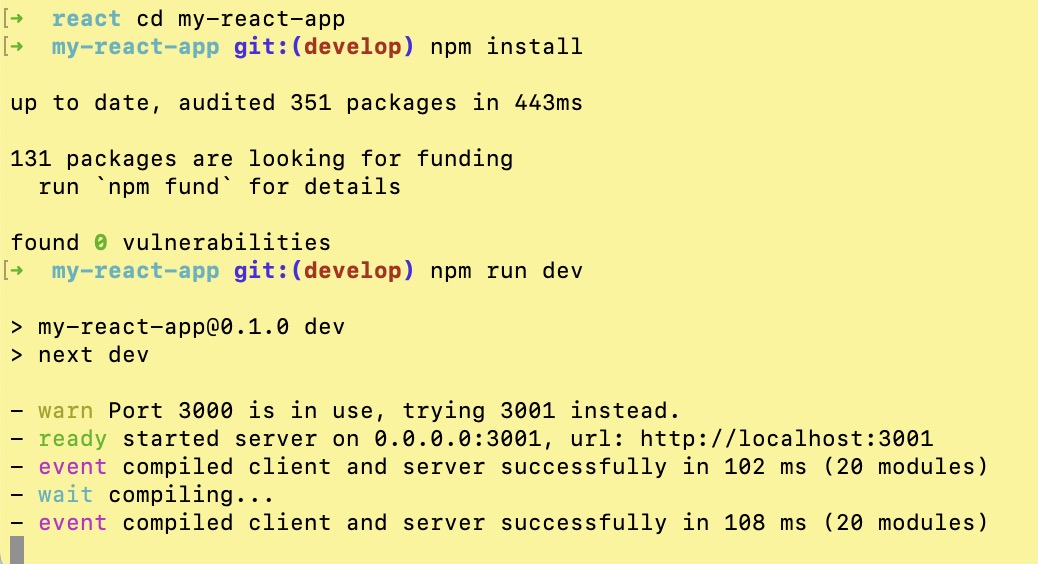 [➜  react cd my-react-app
[➜  my-react-app git:(develop) npm install
up to date, audited 351 packages in 443ms
131 packages are looking for funding
  run `npm fund` for details
found 0 vulnerabilities
[➜  my-react-app git:(develop) npm run dev
> my-react-app@0.1.0 dev
> next dev
- warn Port 3000 is in use, trying 3001 instead.
- ready started server on 0.0.0.0:3001, url: http://localhost:3001
- event compiled client and server successfully in 102 ms (20 modules)
- wait compiling...
- event compiled client and server successfully in 108 ms (20 modules)